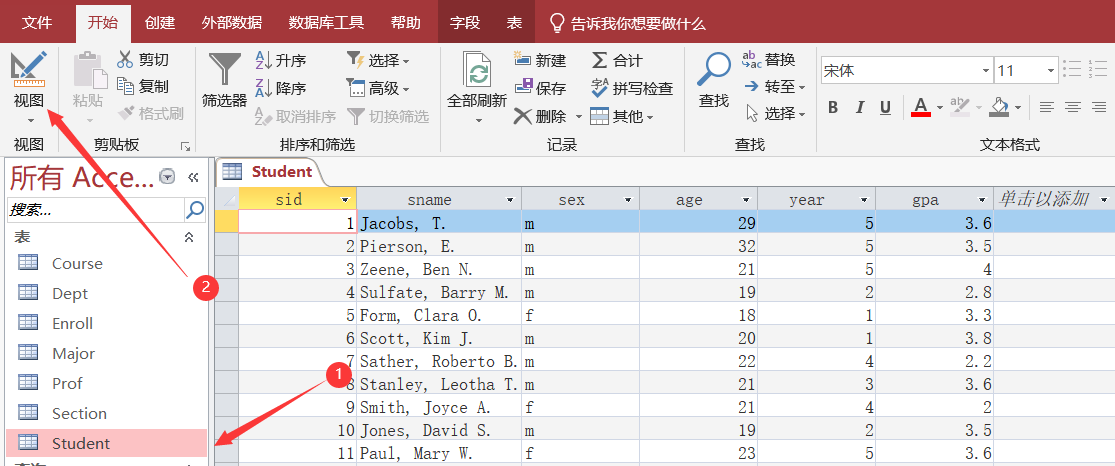 文件 开始 创建 外部数据 数据库工具 帮助 字段 表 告诉我你想要做什么
视图
视图
粘贴
剪切
复制
格式刷
剪贴板
筛选器
升序
降序
取消排序
选择
高级
切换筛选
排序和筛选
全部刷新
新建
保存
删除
合计
拼写检查
其他
记录
查找
替换
转至
选择
查找
宋体 11
B I U A ab
文本格式
所有 Acce...
搜索...
表
Course
Dept
Enroll
Major
Prof
Section
Student
Student
sid sname sex age year gpa 单击以添加
1 Jacobs, T. m 29 5 3.6
2 Pierson, E. m 32 5 3.5
3 Zeene, Ben N. m 21 5 4
4 Sulfate, Barry M. m 19 2 2.8
5 Form, Clara O. f 18 1 3.3
6 Scott, Kim J. m 20 1 3.8
7 Sather, Roberto B. m 22 4 2.2
8 Stanley, Leotha T. m 21 3 3.6
9 Smith, Joyce A. f 21 4 2
10 Jones, David S. m 19 2 3.5
11 Paul, Mary W. f 23 5 3.6
1
2